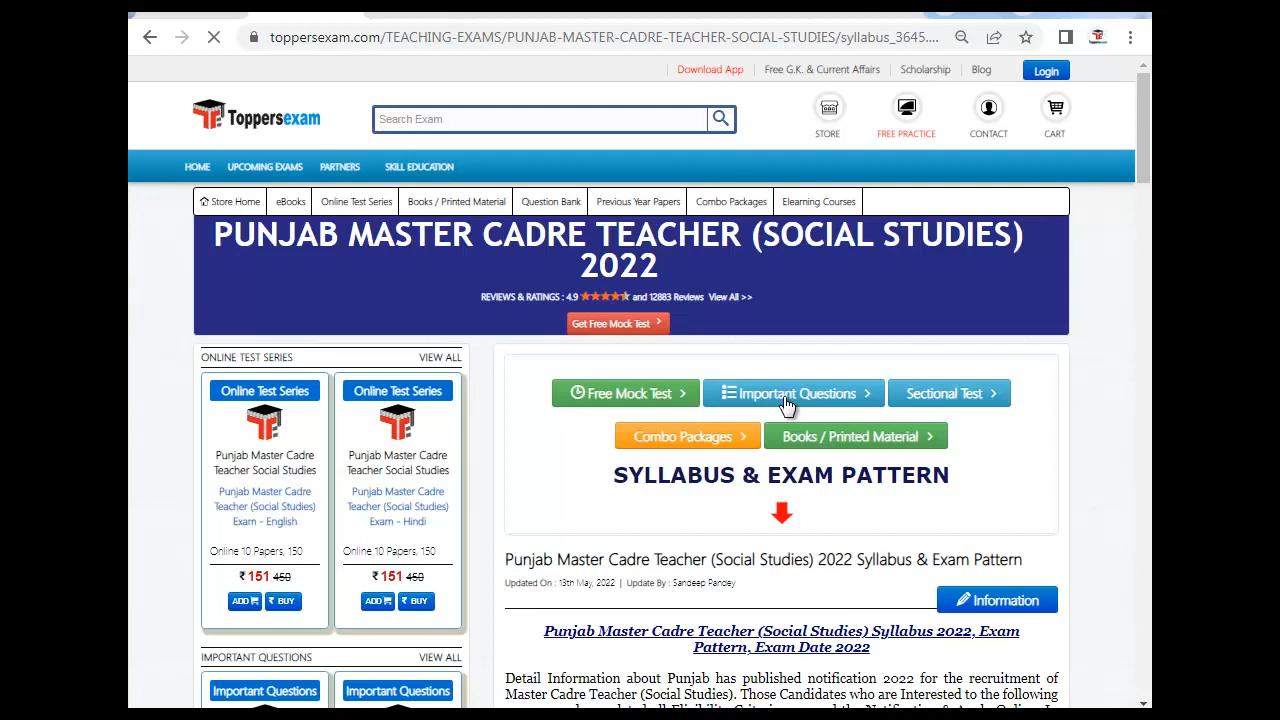 toppersexam.com/TEACHING-EXAMS/PUNJAB-MASTER-CADRE-TEACHER-SOCIAL-STUDIES/syllabus_3645....
Download App
Free G.K. & Current Affairs
Scholarship
Blog
Login
Toppersexam
Search Exam
STORE
FREE PRACTICE
CONTACT
CART
HOME
UPCOMING EXAMS
PARTNERS
SKILL EDUCATION
Store Home
eBooks
Online Test Series
Books / Printed Material
Question Bank
Previous Year Papers
Combo Packages
Elearning Courses
PUNJAB MASTER CADRE TEACHER (SOCIAL STUDIES)
2022
REVIEWS & RATINGS : 4.9 and 12883 Reviews View All >>
Get Free Mock Test
ONLINE TEST SERIES
VIEW ALL
Online Test Series
Punjab Master Cadre
Teacher Social Studies
Punjab Master Cadre
Teacher (Social Studies)
Exam - English
Online 10 Papers, 150
₹ 151 450
ADD
₹ BUY
Online Test Series
Punjab Master Cadre
Teacher Social Studies
Punjab Master Cadre
Teacher (Social Studies)
Exam - Hindi
Online 10 Papers, 150
₹ 151 450
ADD
₹ BUY
IMPORTANT QUESTIONS
VIEW ALL
Important Questions
Important Questions
Free Mock Test
Important Questions
Sectional Test
Combo Packages
Books / Printed Material
SYLLABUS & EXAM PATTERN
Punjab Master Cadre Teacher (Social Studies) 2022 Syllabus & Exam Pattern
Updated On : 13th May, 2022 | Update By : Sandeep Pandey
Information
Punjab Master Cadre Teacher (Social Studies) Syllabus 2022, Exam
Pattern, Exam Date 2022
Detail Information about Punjab has published notification 2022 for the recruitment of
Master Cadre Teacher (Social Studies). Those Candidates who are Interested to the following